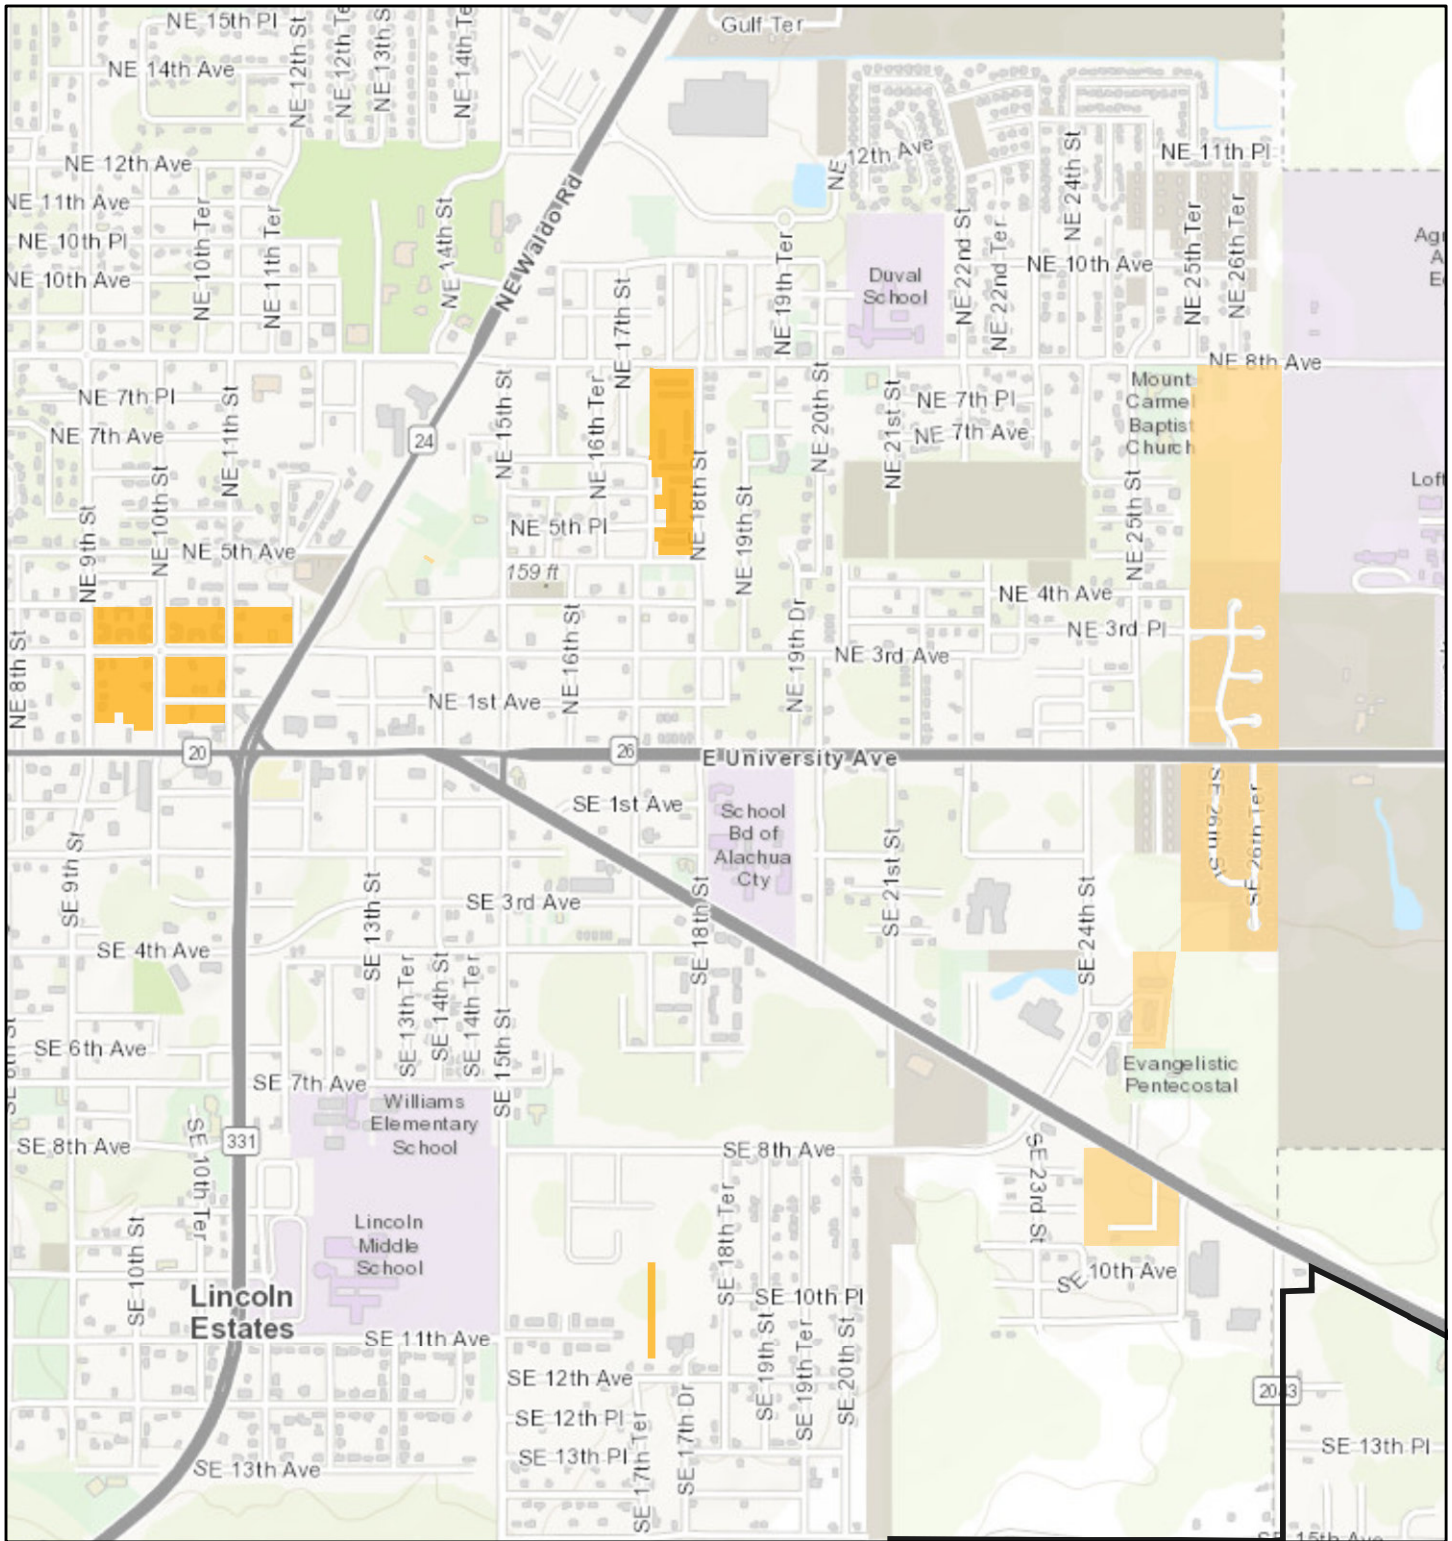 NE 15th Pl
NE 14th Ave
NE 12th St
NE 13th S
Gulf Ter
NE 12th Ave
NE 11th Ave
NE 10th Pl
NE 10th Ave
NE 10th Ter
NE 11th Ter
NE 14th St
NE Waldo Rd
NE 12th Ave
NE 11th Pl
NE 24th St
NE 22nd St
NE 22nd Ter
NE 10th Ave
NE 25th Ter
NE 26th Ter
Duval
School
NE 17th St
NE 19th Ter
NE 8th Ave
NE 7th Pl
NE 7th Ave
NE 11th St
24
NE 15th St
NE 16th Ter
NE 18th St
NE 20th St
NE 21st St
NE 7th Pl
NE 7th Ave
Mount
Carmel
Baptist
Church
NE 9th St
NE 10th St
NE 5th Ave
NE 5th Pl
159 ft
NE 19th St
NE 25th St
NE 4th Ave
NE 3rd Pl
NE 3rd Ave
NE 8th St
NE 16th St
NE 1st Ave
NE 19th Dr
20
26
E University Ave
SE 1st Ave
School
Bd of
Alachua
Cty
SE 26th St
SE 26th Ter
SE 9th St
SE 13th St
SE 3rd Ave
SE 18th St
SE 21st St
SE 24th St
SE 4th Ave
SE 13th Ter
SE 14th St
SE 14th Ter
SE 15th St
SE 6th Ave
SE 7th Ave
Evangelistic
Pentecostal
Williams
Elementary
School
SE 8th Ave
331
SE 10th Ter
SE 8th Ave
SE 23rd St
Lincoln
Middle
School
SE 10th St
SE 18th Ter
SE 10th Ave
Lincoln
Estates
SE 10th Pl
SE 11th Ave
SE 19th St
SE 19th Ter
SE 20th St
SE 12th Ave
SE 12th Pl
SE 13th Pl
SE 17th Ter
SE 17th Dr
2043
SE 13th Pl
SE 13th Ave
SE 15th Ave